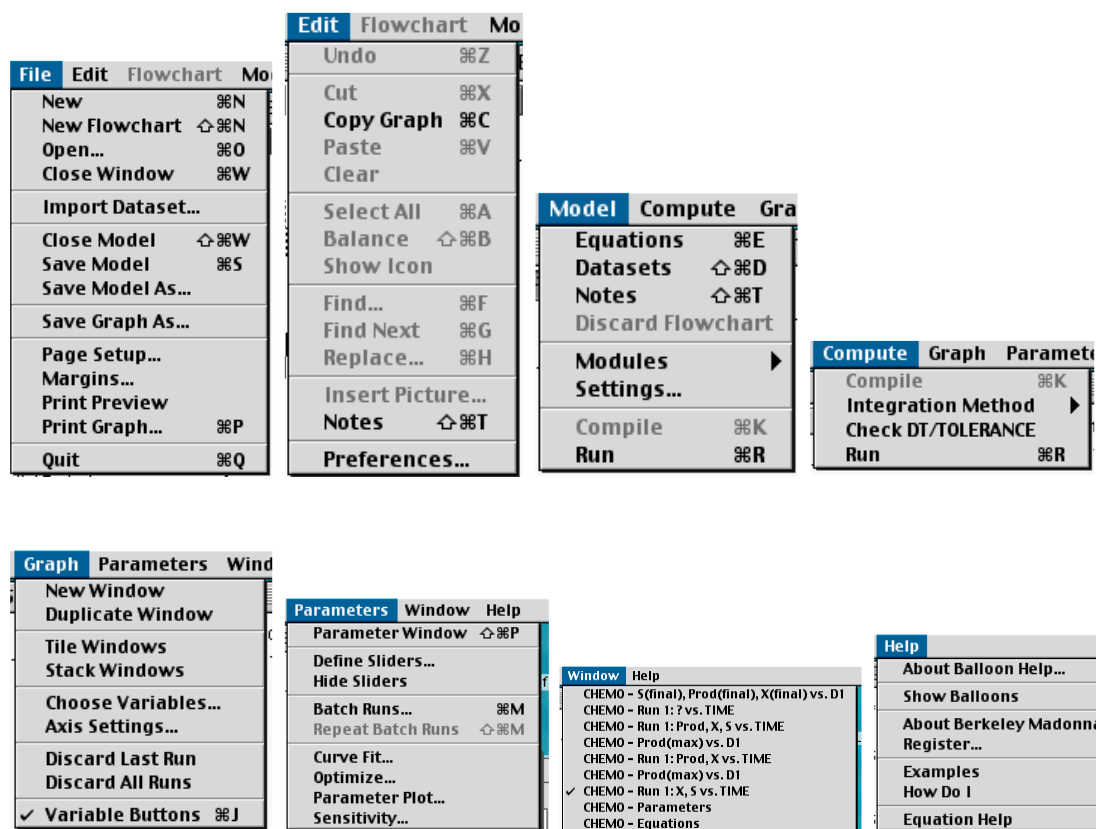 File Edit Flowchart Mo
New ⌘N
New Flowchart ⇧⌘N
Open... ⌘O
Close Window ⌘W
Import Dataset...
Close Model ⇧⌘W
Save Model ⌘S
Save Model As...
Save Graph As...
Page Setup...
Margins...
Print Preview
Print Graph... ⌘P
Quit ⌘Q
Edit Flowchart Mo
Undo ⌘Z
Cut ⌘X
Copy Graph ⌘C
Paste ⌘V
Clear
Select All ⌘A
Balance ⇧⌘B
Show Icon
Find... ⌘F
Find Next ⌘G
Replace... ⌘H
Insert Picture...
Notes ⇧⌘T
Preferences...
Model Compute Gra
Equations ⌘E
Datasets ⇧⌘D
Notes ⇧⌘T
Discard Flowchart
Modules
Settings...
Compile ⌘K
Run ⌘R
Compute Graph Paramete
Compile ⌘K
Integration Method
Check DT/TOLERANCE
Run ⌘R
Graph Parameters Wind
New Window
Duplicate Window
Tile Windows
Stack Windows
Choose Variables...
Axis Settings...
Discard Last Run
Discard All Runs
✓ Variable Buttons ⌘J
Parameters Window Help
Parameter Window ⇧⌘P
Define Sliders...
Hide Sliders
Batch Runs... ⌘M
Repeat Batch Runs ⇧⌘M
Curve Fit...
Optimize...
Parameter Plot...
Sensitivity...
Window Help
CHEMO - S(final), Prod(final), X(final) vs. D1
CHEMO - Run 1: ? vs. TIME
CHEMO - Run 1: Prod, X, S vs. TIME
CHEMO - Prod(max) vs. D1
CHEMO - Run 1: Prod, X vs. TIME
CHEMO - Prod(max) vs. D1
✓ CHEMO - Run 1: X, S vs. TIME
CHEMO - Parameters
CHEMO - Equations
Help
About Balloon Help...
Show Balloons
About Berkeley Madonna
Register...
Examples
How Do I
Equation Help